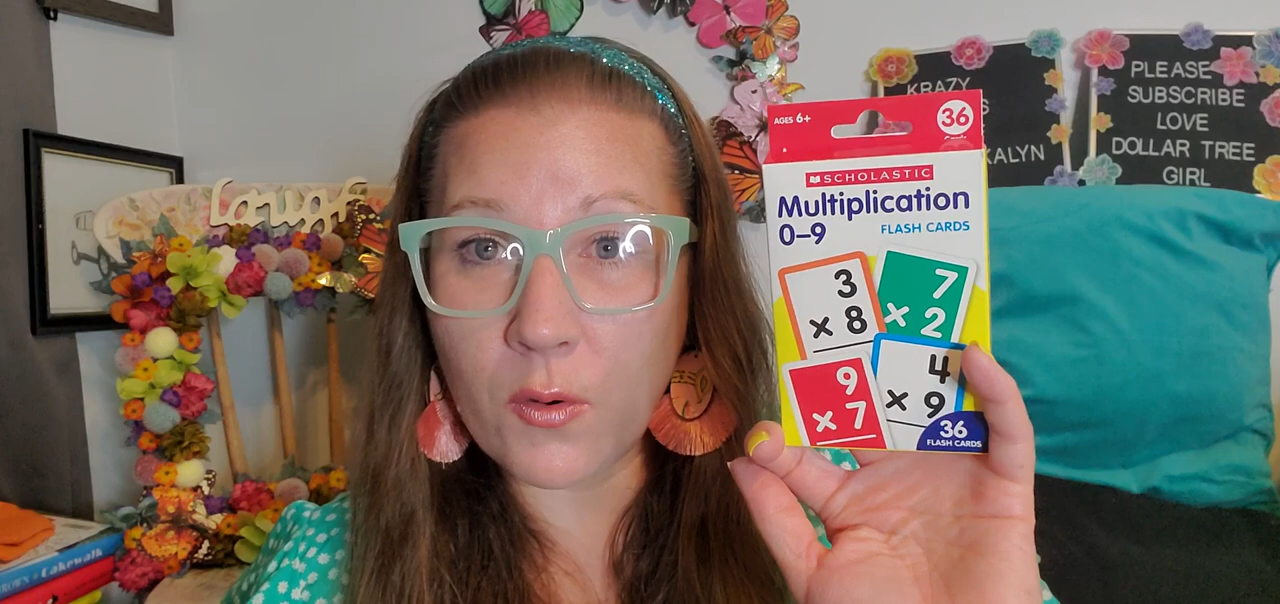 laugh
KRAZY
KALYN
PLEASE
SUBSCRIBE
LOVE
DOLLAR TREE
GIRL
AGES 6+
36
SCHOLASTIC
Multiplication
0–9
FLASH CARDS
3
× 8
7
× 2
9
× 7
4
× 9
36
FLASH CARDS
Cakewalk